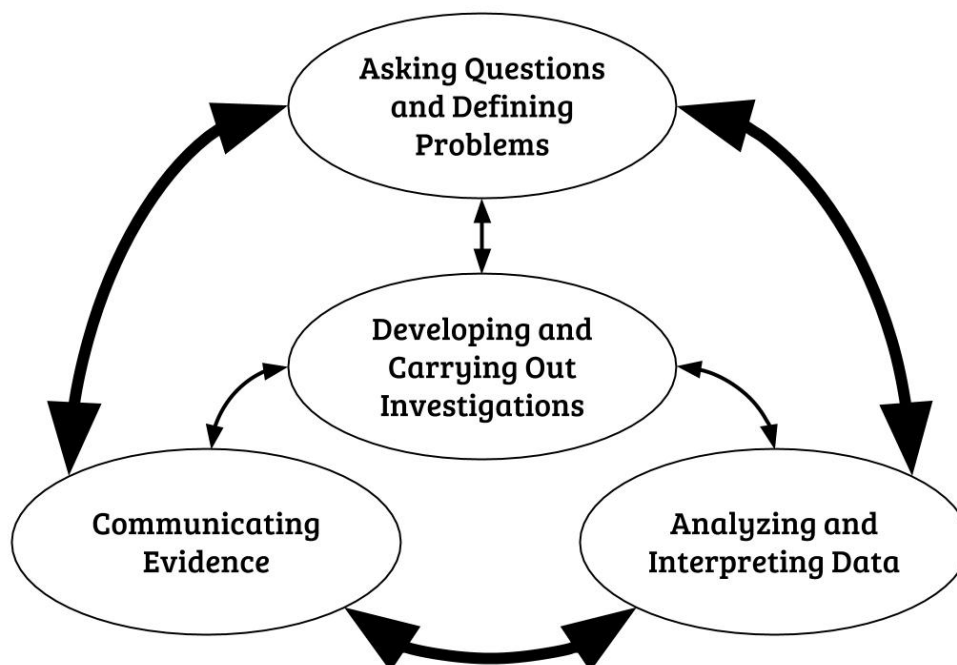 Asking Questions
and Defining
Problems
Developing and
Carrying Out
Investigations
Communicating
Evidence
Analyzing and
Interpreting Data